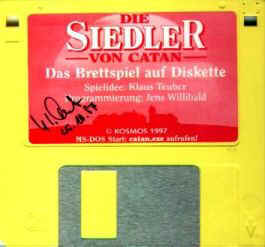 DIE
SIEDLER
VON CATAN
Das Brettspiel auf Diskette
Spielidee: Klaus Teuber
Programmierung: Jens Willibald
© KOSMOS 1997
MS-DOS Start: catan.exe aufrufen!